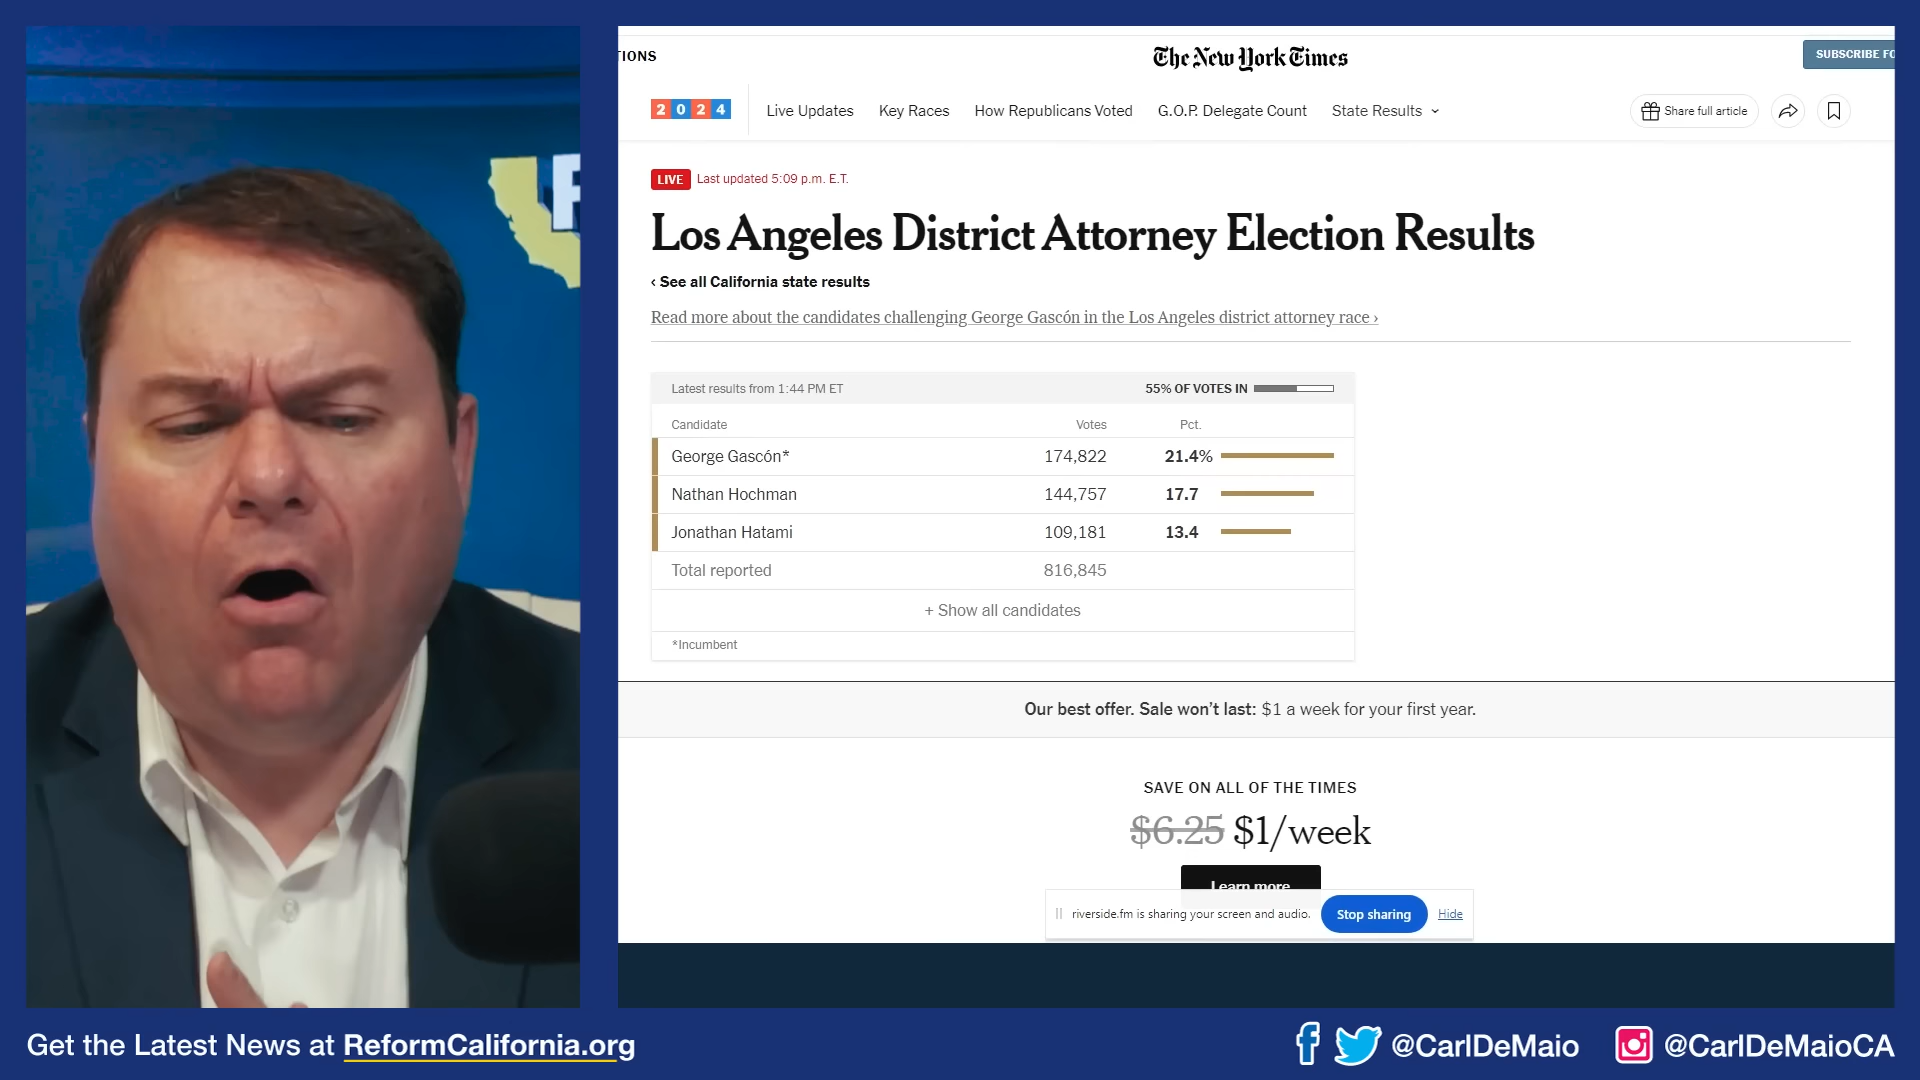 TIONS
The New York Times
SUBSCRIBE FO
2024
Live Updates
Key Races
How Republicans Voted
G.O.P. Delegate Count
State Results
Share full article
LIVE Last updated 5:09 p.m. E.T.
Los Angeles District Attorney Election Results
‹ See all California state results
Read more about the candidates challenging George Gascón in the Los Angeles district attorney race ›
Latest results from 1:44 PM ET
55% OF VOTES IN
Candidate Votes Pct.
George Gascón* 174,822 21.4%
Nathan Hochman 144,757 17.7
Jonathan Hatami 109,181 13.4
Total reported 816,845
+ Show all candidates
*Incumbent
Our best offer. Sale won't last: $1 a week for your first year.
SAVE ON ALL OF THE TIMES
$6.25 $1/week
Learn more
riverside.fm is sharing your screen and audio. Stop sharing Hide
Get the Latest News at ReformCalifornia.org
@CarlDeMaio
@CarlDeMaioCA